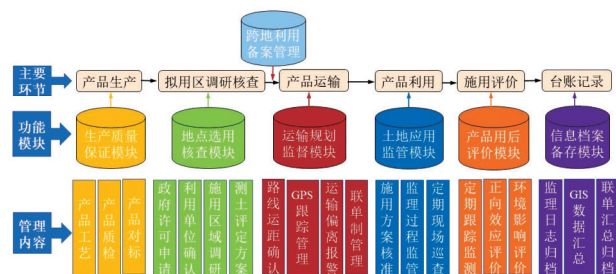 跨地利用
备案管理
主要
环节
产品生产
拟用区调研核查
产品运输
产品利用
施用评价
台账记录
功能
模块
生产质量
保证模块
地点选用
核查模块
运输规划
监督模块
土地应用
监管模块
产品用后
评价模块
信息档案
备存模块
管理
内容
产品工艺
产品质检
产品对标
政府许可申请
利用单位确认
施用区域调研
测土评定方案
路线运距确认
GPS跟踪管理
运输偏离报警
联单制管理
施用方案核准
监理过程监管
定期现场巡查
定期跟踪监测
正向效应评价
环境影响评价
监理日志归档
GIS数据汇总
联单汇总归档